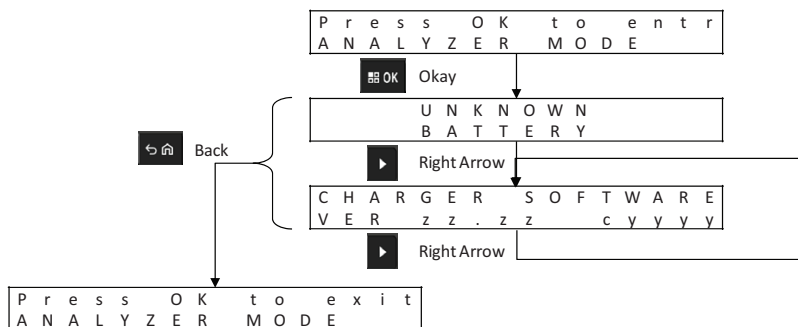 Press OK to entr
ANALYZER MODE
OK Okay
UNKNOWN
BATTERY
Back
Right Arrow
CHARGER SOFTWARE
VER zz.zz cyyyy
Right Arrow
Press OK to exit
ANALYZER MODE